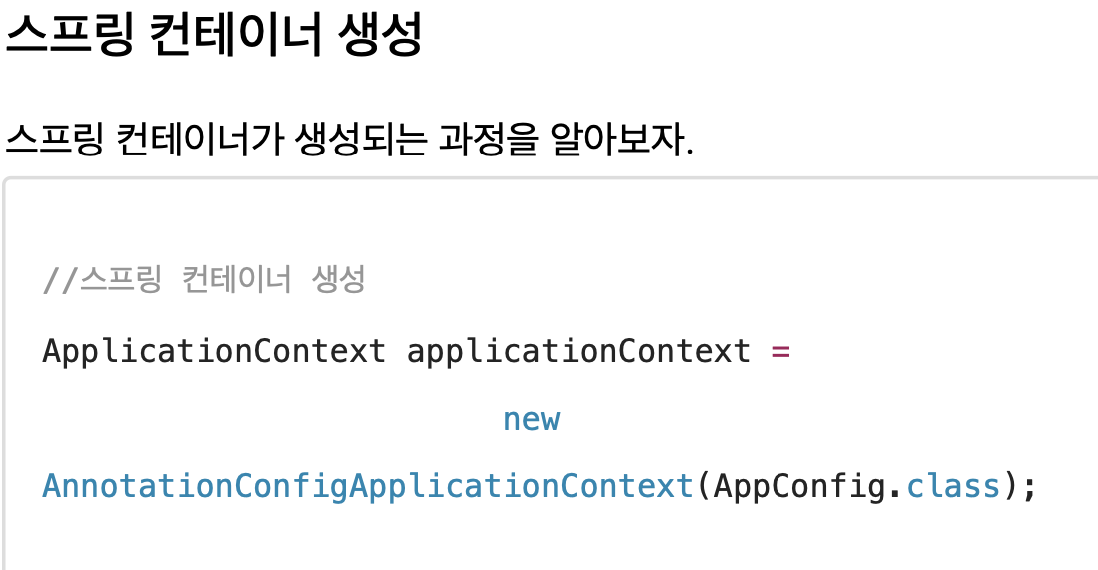 스프링 컨테이너 생성
스프링 컨테이너가 생성되는 과정을 알아보자.
//스프링 컨테이너 생성
ApplicationContext applicationContext =
new
AnnotationConfigApplicationContext(AppConfig.class);